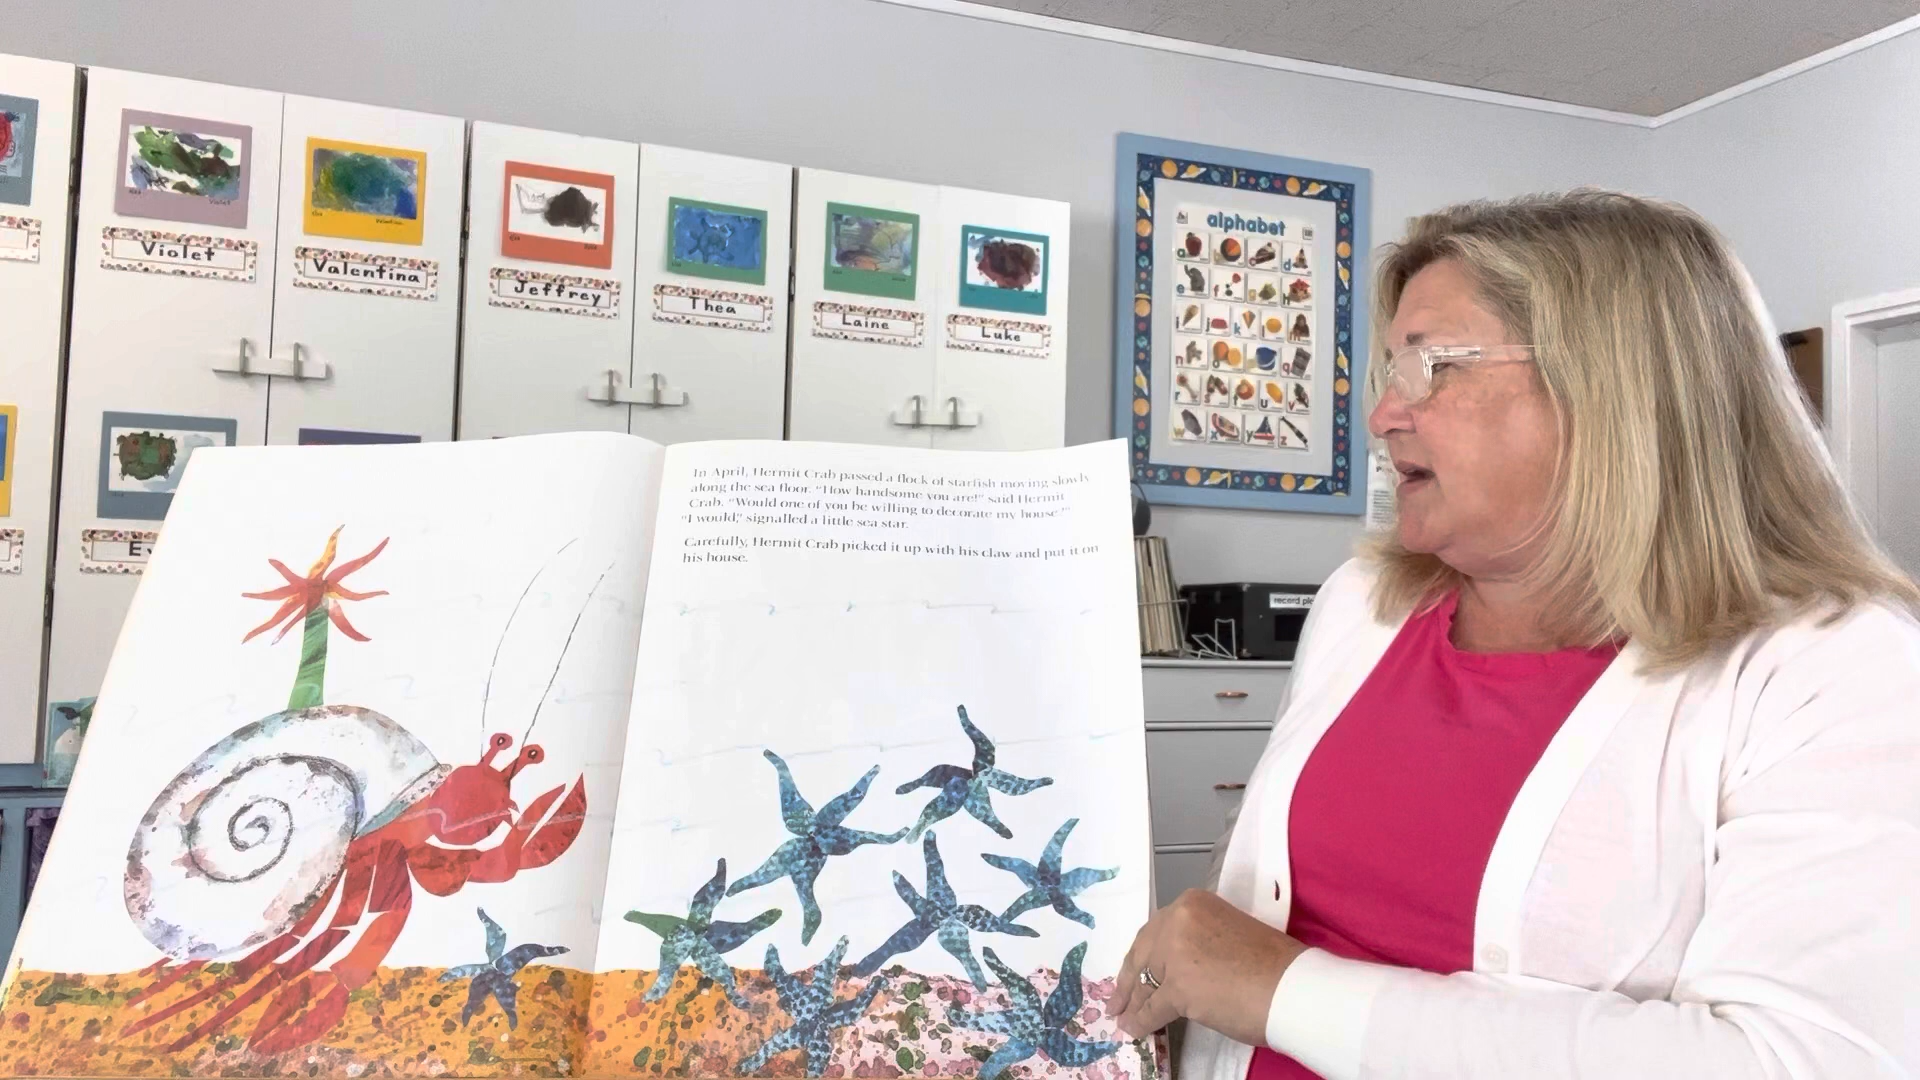 Violet
Valentina
Jeffrey
Thea
Laine
Luke
alphabet
a
d
e
f
g
h
i
j
k
n
o
q
r
u
v
w
x
y
z
In April, Hermit Crab passed a flock of starfish moving slowly
along the sea floor. "How handsome you are!" said Hermit
Crab. "Would one of you be willing to decorate my house?"
"I would," signalled a little sea star.
Carefully, Hermit Crab picked it up with his claw and put it on
his house.
record